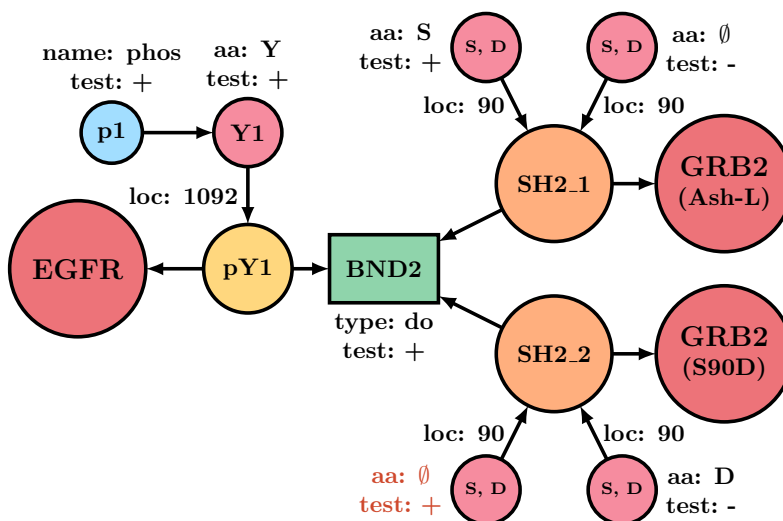 name: phos
test: +
p1
aa: Y
test: +
Y1
loc: 1092
EGFR
pY1
BND2
type: do
test: +
aa: S
test: +
S, D
S, D
aa: ∅
test: -
loc: 90
loc: 90
SH2_1
GRB2
(Ash-L)
SH2_2
GRB2
(S90D)
loc: 90
loc: 90
aa: ∅
test: +
S, D
S, D
aa: D
test: -